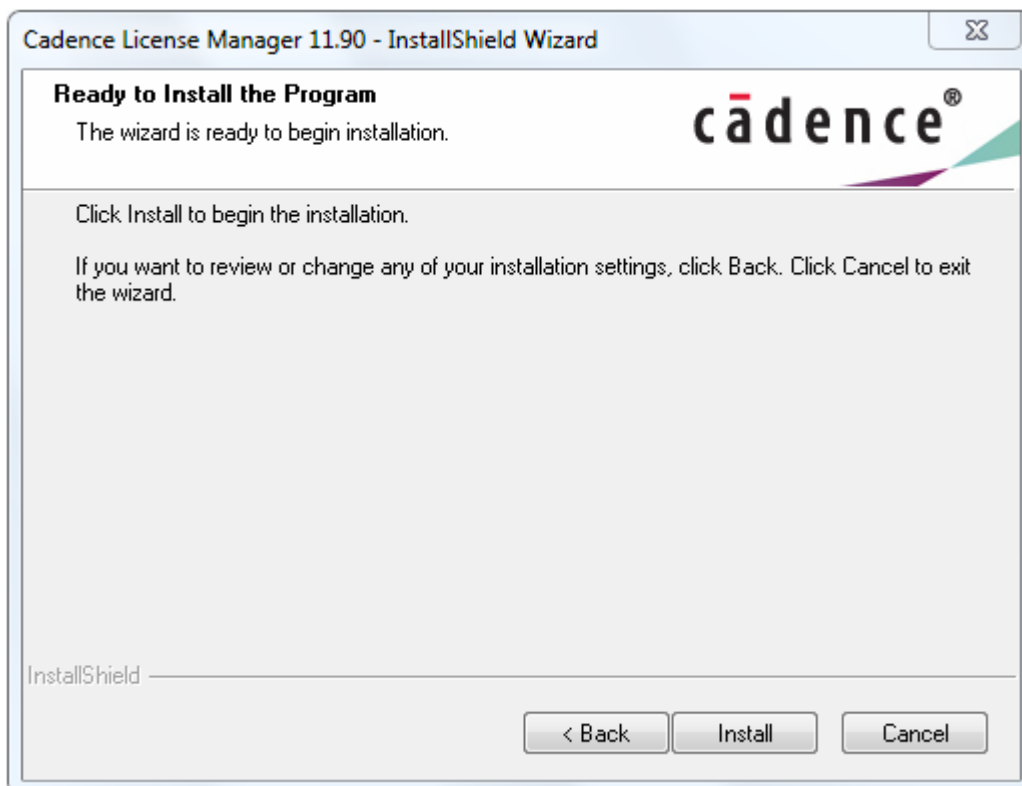 Cadence License Manager 11.90 - InstallShield Wizard
Ready to Install the Program
The wizard is ready to begin installation.
cādence®
Click Install to begin the installation.
If you want to review or change any of your installation settings, click Back. Click Cancel to exit
the wizard.
InstallShield
< Back
Install
Cancel